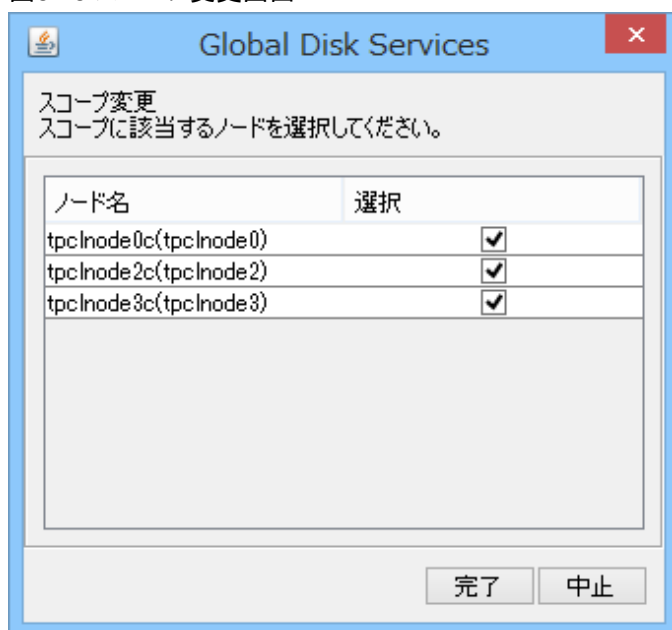 Global Disk Services
スコープ変更
スコープに該当するノードを選択してください。
ノード名 選択
tpclnode0c(tpclnode0)
tpclnode2c(tpclnode2)
tpclnode3c(tpclnode3)
完了 中止